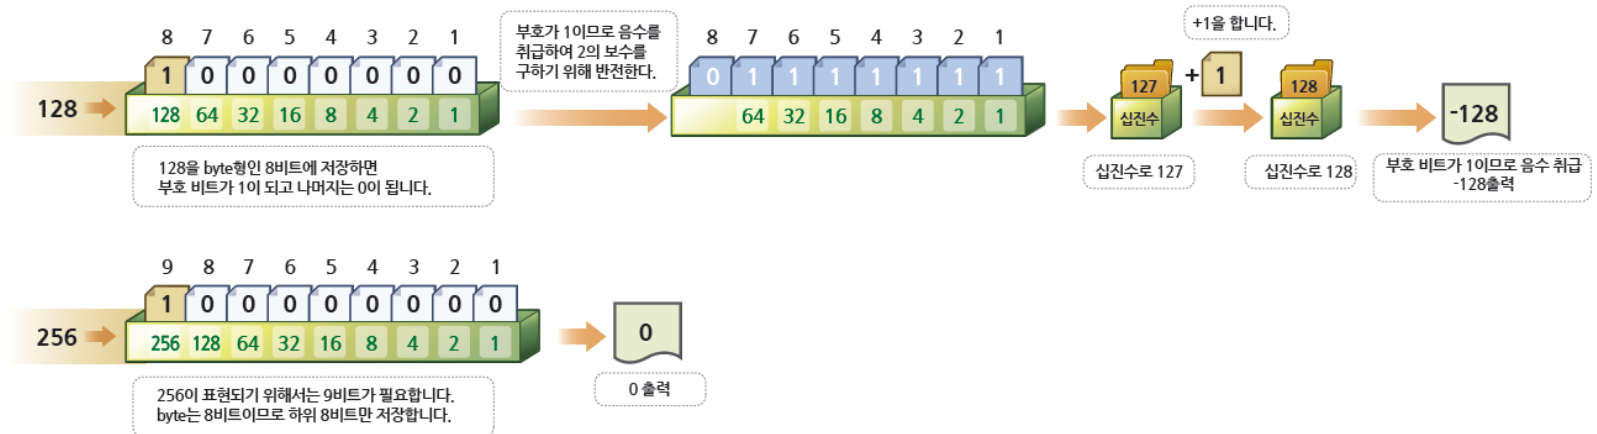 +1을 합니다.
부호가 1이므로 음수를
취급하여 2의 보수를
구하기 위해 반전한다.
8 7 6 5 4 3 2 1
1 0 0 0 0 0 0 0
128
128 64 32 16 8 4 2 1
8 7 6 5 4 3 2 1
0 1 1 1 1 1 1 1
64 32 16 8 4 2 1
127
십진수
+ 1
128
십진수
-128
128을 byte형인 8비트에 저장하면
부호 비트가 1이 되고 나머지는 0이 됩니다.
십진수로 127
십진수로 128
부호 비트가 1이므로 음수 취급
-128출력
9 8 7 6 5 4 3 2 1
1 0 0 0 0 0 0 0 0
256
256 128 64 32 16 8 4 2 1
0
256이 표현되기 위해서는 9비트가 필요합니다.
byte는 8비트이므로 하위 8비트만 저장합니다.
0 출력